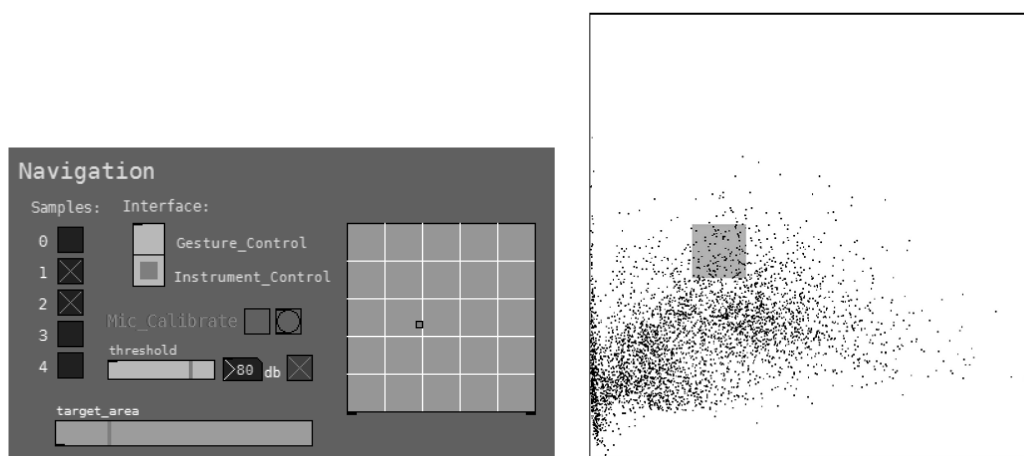 Navigation
Samples: Interface:
0
Gesture_Control
1
Instrument_Control
2
Mic_Calibrate
3
threshold
4
80 db
target_area